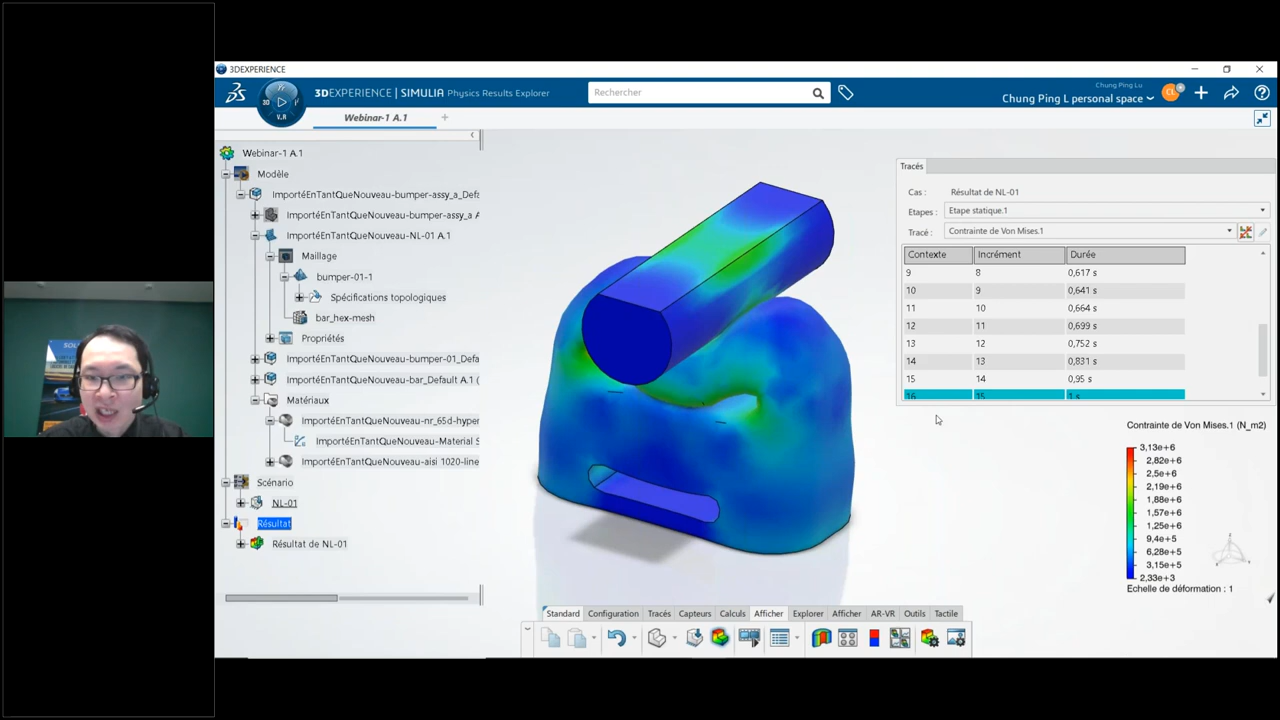 3DEXPERIENCE
3DEXPERIENCE | SIMULIA Physics Results Explorer
Rechercher
Chung Ping Lu
Chung Ping L personal space
3D
V.R
Webinar-1 A.1
Webinar-1 A.1
Modèle
ImportéEnTantQueNouveau-bumper-assy_a_Defa
ImportéEnTantQueNouveau-bumper-assy_a A
ImportéEnTantQueNouveau-NL-01 A.1
Maillage
bumper-01-1
Spécifications topologiques
bar_hex-mesh
Propriétés
ImportéEnTantQueNouveau-bumper-01_Defa
ImportéEnTantQueNouveau-bar_Default A.1 (
Matériaux
ImportéEnTantQueNouveau-nr_65d-hyper
ImportéEnTantQueNouveau-Material S
ImportéEnTantQueNouveau-aisi 1020-line
Scénario
NL-01
Résultat
Résultat de NL-01
Tracés
Cas : Résultat de NL-01
Etapes : Etape statique.1
Tracé : Contrainte de Von Mises.1
Contexte Incrément Durée
9 8 0,617 s
10 9 0,641 s
11 10 0,664 s
12 11 0,699 s
13 12 0,752 s
14 13 0,831 s
15 14 0,95 s
16 15 1 s
Contrainte de Von Mises.1 (N_m2)
3,13e+6
2,82e+6
2,5e+6
2,19e+6
1,88e+6
1,57e+6
1,25e+6
9,4e+5
6,28e+5
3,15e+5
2,33e+3
Echelle de déformation : 1
Standard Configuration Tracés Capteurs Calculs Afficher Explorer Afficher AR-VR Outils Tactile